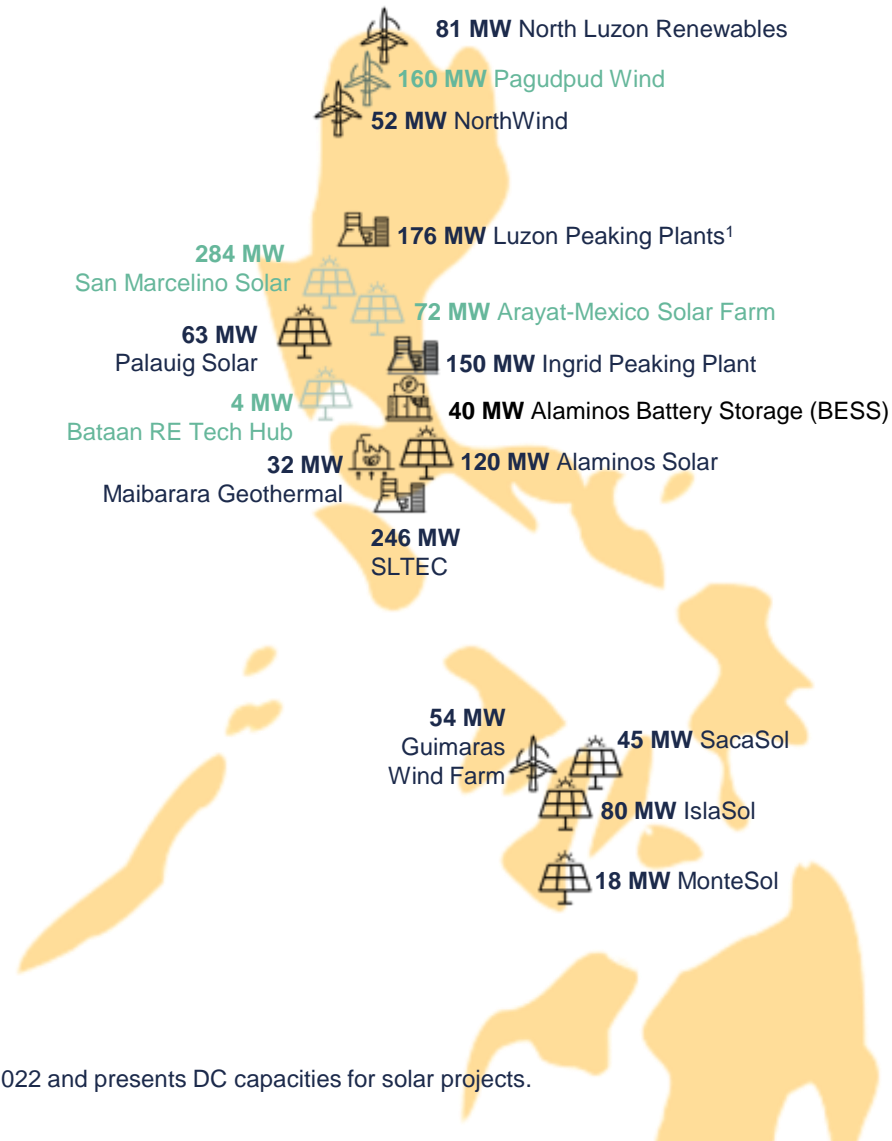 81 MW North Luzon Renewables
160 MW Pagudpud Wind
52 MW NorthWind
176 MW Luzon Peaking Plants¹
284 MW
San Marcelino Solar
72 MW Arayat-Mexico Solar Farm
63 MW
Palauig Solar
150 MW Ingrid Peaking Plant
4 MW
Bataan RE Tech Hub
40 MW Alaminos Battery Storage (BESS)
32 MW
Maibarara Geothermal
120 MW Alaminos Solar
246 MW
SLTEC
54 MW
Guimaras
Wind Farm
45 MW SacaSol
80 MW IslaSol
18 MW MonteSol
022 and presents DC capacities for solar projects.